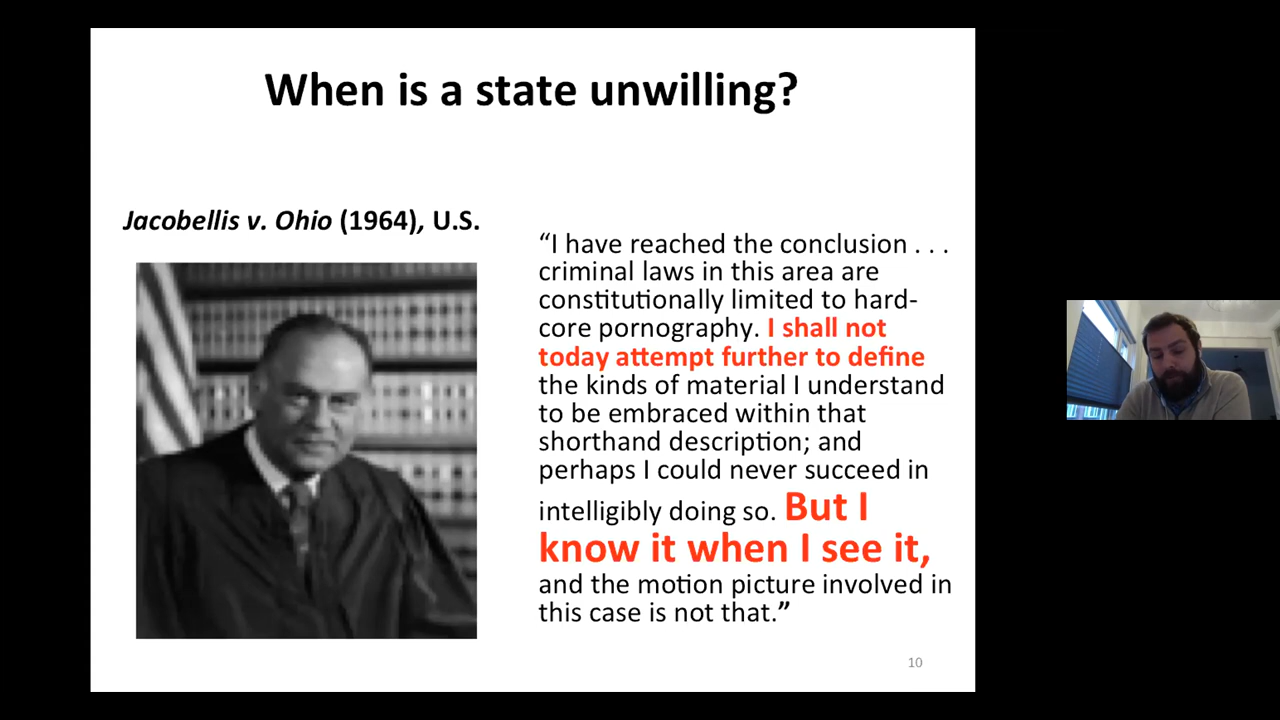 When is a state unwilling?
Jacobellis v. Ohio (1964), U.S.
“I have reached the conclusion . . .
criminal laws in this area are
constitutionally limited to hard-
core pornography. I shall not
today attempt further to define
the kinds of material I understand
to be embraced within that
shorthand description; and
perhaps I could never succeed in
intelligibly doing so. But I
know it when I see it,
and the motion picture involved in
this case is not that.”
10